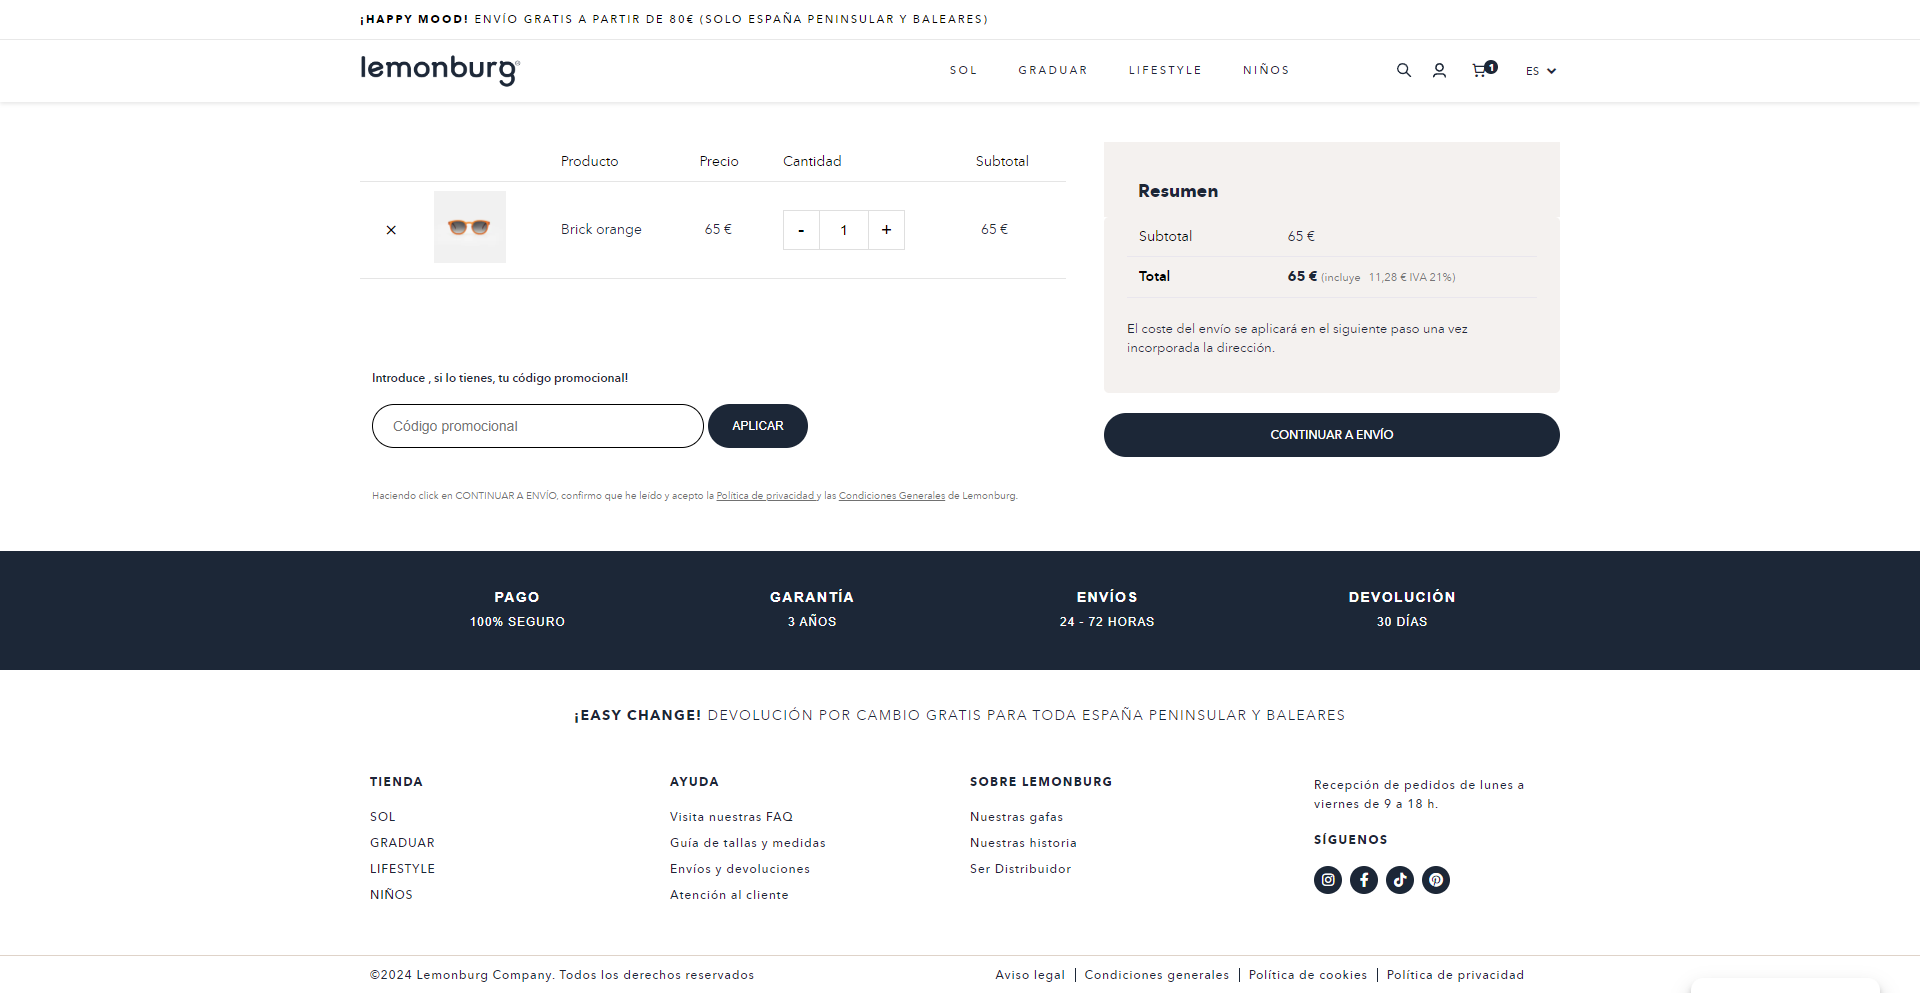 ¡HAPPY MOOD! ENVÍO GRATIS A PARTIR DE 80€ (SOLO ESPAÑA PENINSULAR Y BALEARES)
lemonburg®
SOL GRADUAR LIFESTYLE NIÑOS 1 ES
Producto Precio Cantidad Subtotal
× Brick orange 65 € - 1 + 65 €
Resumen
Subtotal 65 €
Total 65 € (incluye 11,28 € IVA 21%)
El coste del envío se aplicará en el siguiente paso una vez
incorporada la dirección.
Introduce , si lo tienes, tu código promocional!
Código promocional APLICAR
CONTINUAR A ENVÍO
Haciendo click en CONTINUAR A ENVÍO, confirmo que he leído y acepto la Política de privacidad y las Condiciones Generales de Lemonburg.
PAGO
100% SEGURO
GARANTÍA
3 AÑOS
ENVÍOS
24 - 72 HORAS
DEVOLUCIÓN
30 DÍAS
¡EASY CHANGE! DEVOLUCIÓN POR CAMBIO GRATIS PARA TODA ESPAÑA PENINSULAR Y BALEARES
TIENDA
SOL
GRADUAR
LIFESTYLE
NIÑOS
AYUDA
Visita nuestras FAQ
Guía de tallas y medidas
Envíos y devoluciones
Atención al cliente
SOBRE LEMONBURG
Nuestras gafas
Nuestras historia
Ser Distribuidor
Recepción de pedidos de lunes a
viernes de 9 a 18 h.
SÍGUENOS
©2024 Lemonburg Company. Todos los derechos reservados
Aviso legal | Condiciones generales | Política de cookies | Política de privacidad